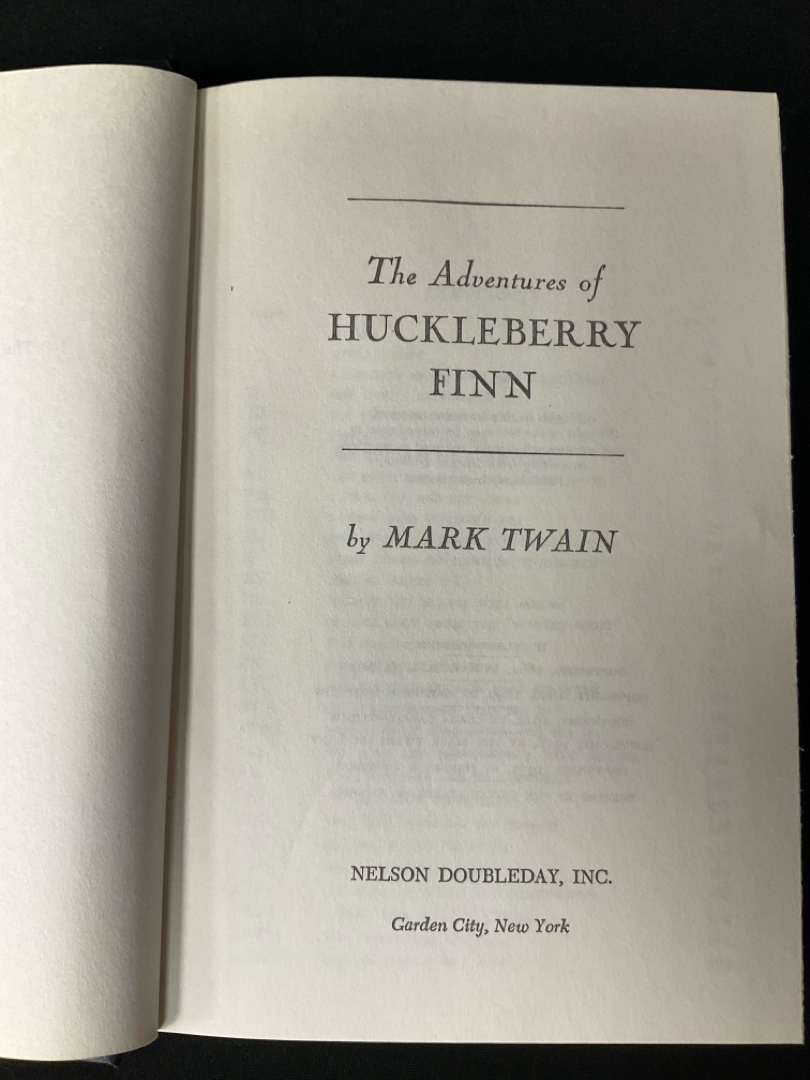 The Adventures of
HUCKLEBERRY
FINN
by MARK TWAIN
NELSON DOUBLEDAY, INC.
Garden City, New York